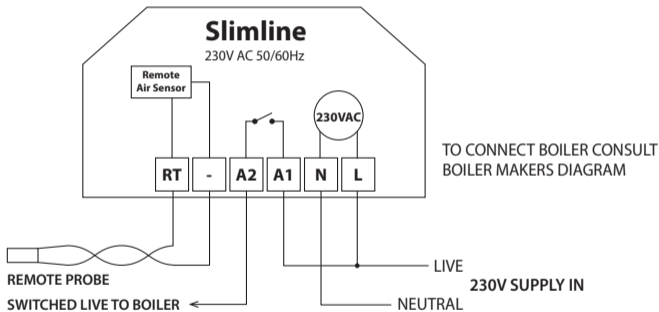 Slimline
230V AC 50/60Hz
Remote
Air Sensor
230VAC
RT
-
A2
A1
N
L
TO CONNECT BOILER CONSULT
BOILER MAKERS DIAGRAM
REMOTE PROBE
SWITCHED LIVE TO BOILER
LIVE
230V SUPPLY IN
NEUTRAL